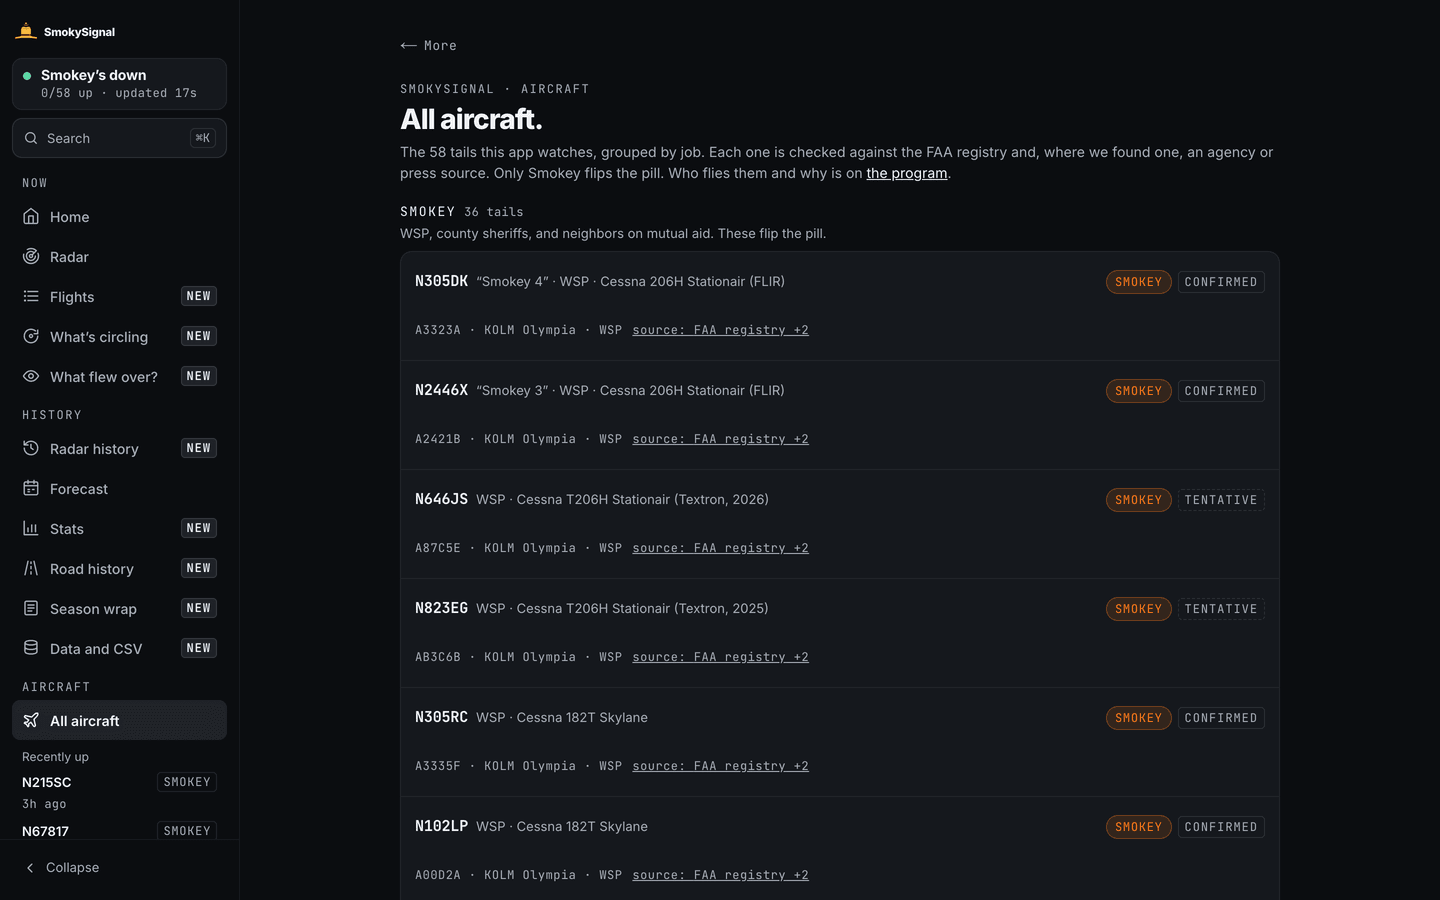 SmokySignal
Smokey's down
0/58 up · updated 17s
Search ⌘K
NOW
Home
Radar
Flights NEW
What's circling NEW
What flew over? NEW
HISTORY
Radar history NEW
Forecast
Stats NEW
Road history NEW
Season wrap NEW
Data and CSV NEW
AIRCRAFT
All aircraft
Recently up
N215SC SMOKEY
3h ago
N67817 SMOKEY
Collapse
← More
SMOKYSIGNAL · AIRCRAFT
All aircraft.
The 58 tails this app watches, grouped by job. Each one is checked against the FAA registry and, where we found one, an agency or
press source. Only Smokey flips the pill. Who flies them and why is on the program.
SMOKEY 36 tails
WSP, county sheriffs, and neighbors on mutual aid. These flip the pill.
N305DK “Smokey 4” · WSP · Cessna 206H Stationair (FLIR) SMOKEY CONFIRMED
A3323A · KOLM Olympia · WSP source: FAA registry +2
N2446X “Smokey 3” · WSP · Cessna 206H Stationair (FLIR) SMOKEY CONFIRMED
A2421B · KOLM Olympia · WSP source: FAA registry +2
N646JS WSP · Cessna T206H Stationair (Textron, 2026) SMOKEY TENTATIVE
A87C5E · KOLM Olympia · WSP source: FAA registry +2
N823EG WSP · Cessna T206H Stationair (Textron, 2025) SMOKEY TENTATIVE
AB3C6B · KOLM Olympia · WSP source: FAA registry +2
N305RC WSP · Cessna 182T Skylane SMOKEY CONFIRMED
A3335F · KOLM Olympia · WSP source: FAA registry +2
N102LP WSP · Cessna 182T Skylane SMOKEY CONFIRMED
A00D2A · KOLM Olympia · WSP source: FAA registry +2